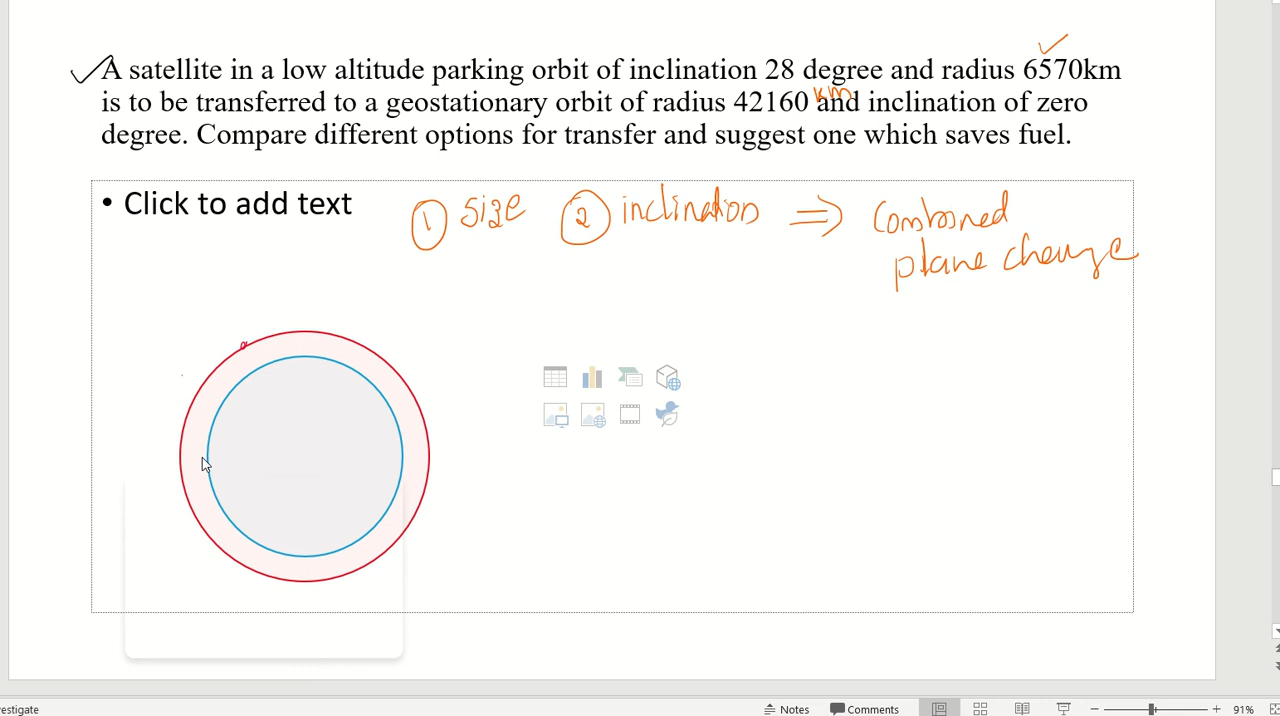 A satellite in a low altitude parking orbit of inclination 28 degree and radius 6570km
is to be transferred to a geostationary orbit of radius 42160 km and inclination of zero
degree. Compare different options for transfer and suggest one which saves fuel.
• Click to add text
① size ② inclination ⇒ Combined
plane change
a
estigate
Notes
Comments
91%